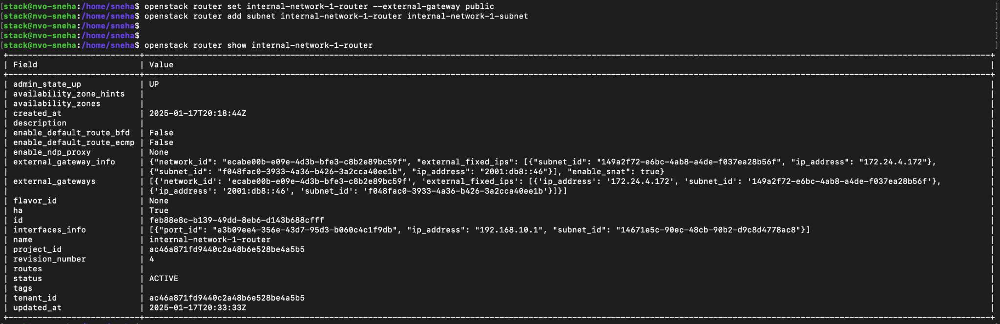 [stack@nvo-sneha:/home/sneha$ openstack router set internal-network-1-router --external-gateway public ]
[stack@nvo-sneha:/home/sneha$ openstack router add subnet internal-network-1-router internal-network-1-subnet ]
[stack@nvo-sneha:/home/sneha$ ]
[stack@nvo-sneha:/home/sneha$ ]
[stack@nvo-sneha:/home/sneha$ openstack router show internal-network-1-router ]
| Field | Value |
| admin_state_up | UP |
| availability_zone_hints | |
| availability_zones | |
| created_at | 2025-01-17T20:18:44Z |
| description | |
| enable_default_route_bfd | False |
| enable_default_route_ecmp | False |
| enable_ndp_proxy | None |
| external_gateway_info | {"network_id": "ecabe00b-e09e-4d3b-bfe3-c8b2e89bc59f", "external_fixed_ips": [{"subnet_id": "149a2f72-e6bc-4ab8-a4de-f037ea28b56f", "ip_address": "172.24.4.172"}, |
| | {"subnet_id": "f048fac0-3933-4a36-b426-3a2cca40ee1b", "ip_address": "2001:db8::46"}], "enable_snat": true} |
| external_gateways | [{'network_id': 'ecabe00b-e09e-4d3b-bfe3-c8b2e89bc59f', 'external_fixed_ips': [{'ip_address': '172.24.4.172', 'subnet_id': '149a2f72-e6bc-4ab8-a4de-f037ea28b56f'}, |
| | {'ip_address': '2001:db8::46', 'subnet_id': 'f048fac0-3933-4a36-b426-3a2cca40ee1b'}]}] |
| flavor_id | None |
| ha | True |
| id | feb88e8c-b139-49dd-8eb6-d143b688cfff |
| interfaces_info | [{"port_id": "a3b09ee4-356e-43d7-95d3-b060c4c1f9db", "ip_address": "192.168.10.1", "subnet_id": "14671e5c-90ec-48cb-90b2-d9c8d4778ac8"}] |
| name | internal-network-1-router |
| project_id | ac46a871fd9440c2a48b6e528be4a5b5 |
| revision_number | 4 |
| routes | |
| status | ACTIVE |
| tags | |
| tenant_id | ac46a871fd9440c2a48b6e528be4a5b5 |
| updated_at | 2025-01-17T20:33:33Z |